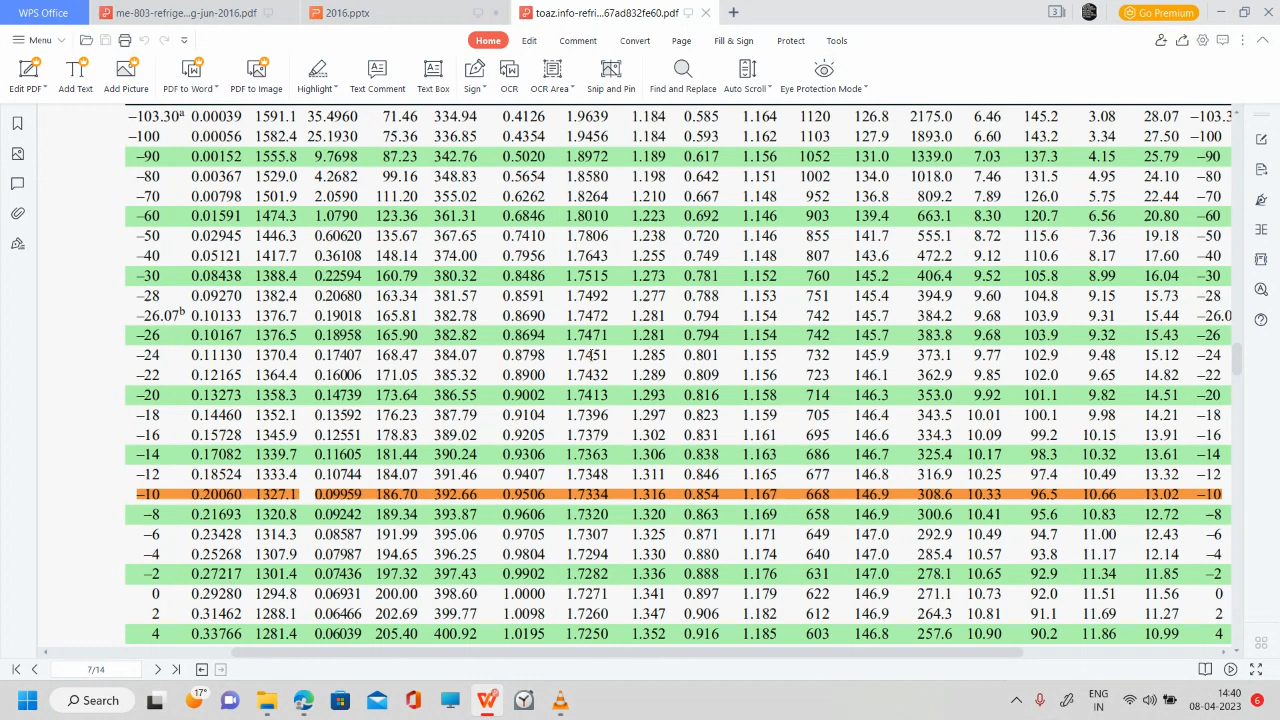 WPS Office me-803-refrige...g-jun-2016.pdf 2016.pptx toaz.info-refri...67ad832fe60.pdf Go Premium
Menu Home Edit Comment Convert Page Fill & Sign Protect Tools
Edit PDF Add Text Add Picture PDF to Word PDF to Image Highlight Text Comment Text Box Sign OCR OCR Area Snip and Pin Find and Replace Auto Scroll Eye Protection Mode
–103.30a 0.00039 1591.1 35.4960 71.46 334.94 0.4126 1.9639 1.184 0.585 1.164 1120 126.8 2175.0 6.46 145.2 3.08 28.07 –103.3
–100 0.00056 1582.4 25.1930 75.36 336.85 0.4354 1.9456 1.184 0.593 1.162 1103 127.9 1893.0 6.60 143.2 3.34 27.50 –100
–90 0.00152 1555.8 9.7698 87.23 342.76 0.5020 1.8972 1.189 0.617 1.156 1052 131.0 1339.0 7.03 137.3 4.15 25.79 –90
–80 0.00367 1529.0 4.2682 99.16 348.83 0.5654 1.8580 1.198 0.642 1.151 1002 134.0 1018.0 7.46 131.5 4.95 24.10 –80
–70 0.00798 1501.9 2.0590 111.20 355.02 0.6262 1.8264 1.210 0.667 1.148 952 136.8 809.2 7.89 126.0 5.75 22.44 –70
–60 0.01591 1474.3 1.0790 123.36 361.31 0.6846 1.8010 1.223 0.692 1.146 903 139.4 663.1 8.30 120.7 6.56 20.80 –60
–50 0.02945 1446.3 0.60620 135.67 367.65 0.7410 1.7806 1.238 0.720 1.146 855 141.7 555.1 8.72 115.6 7.36 19.18 –50
–40 0.05121 1417.7 0.36108 148.14 374.00 0.7956 1.7643 1.255 0.749 1.148 807 143.6 472.2 9.12 110.6 8.17 17.60 –40
–30 0.08438 1388.4 0.22594 160.79 380.32 0.8486 1.7515 1.273 0.781 1.152 760 145.2 406.4 9.52 105.8 8.99 16.04 –30
–28 0.09270 1382.4 0.20680 163.34 381.57 0.8591 1.7492 1.277 0.788 1.153 751 145.4 394.9 9.60 104.8 9.15 15.73 –28
–26.07b 0.10133 1376.7 0.19018 165.81 382.78 0.8690 1.7472 1.281 0.794 1.154 742 145.7 384.2 9.68 103.9 9.31 15.44 –26.0
–26 0.10167 1376.5 0.18958 165.90 382.82 0.8694 1.7471 1.281 0.794 1.154 742 145.7 383.8 9.68 103.9 9.32 15.43 –26
–24 0.11130 1370.4 0.17407 168.47 384.07 0.8798 1.7451 1.285 0.801 1.155 732 145.9 373.1 9.77 102.9 9.48 15.12 –24
–22 0.12165 1364.4 0.16006 171.05 385.32 0.8900 1.7432 1.289 0.809 1.156 723 146.1 362.9 9.85 102.0 9.65 14.82 –22
–20 0.13273 1358.3 0.14739 173.64 386.55 0.9002 1.7413 1.293 0.816 1.158 714 146.3 353.0 9.92 101.1 9.82 14.51 –20
–18 0.14460 1352.1 0.13592 176.23 387.79 0.9104 1.7396 1.297 0.823 1.159 705 146.4 343.5 10.01 100.1 9.98 14.21 –18
–16 0.15728 1345.9 0.12551 178.83 389.02 0.9205 1.7379 1.302 0.831 1.161 695 146.6 334.3 10.09 99.2 10.15 13.91 –16
–14 0.17082 1339.7 0.11605 181.44 390.24 0.9306 1.7363 1.306 0.838 1.163 686 146.7 325.4 10.17 98.3 10.32 13.61 –14
–12 0.18524 1333.4 0.10744 184.07 391.46 0.9407 1.7348 1.311 0.846 1.165 677 146.8 316.9 10.25 97.4 10.49 13.32 –12
–10 0.20060 1327.1 0.09959 186.70 392.66 0.9506 1.7334 1.316 0.854 1.167 668 146.9 308.6 10.33 96.5 10.66 13.02 –10
–8 0.21693 1320.8 0.09242 189.34 393.87 0.9606 1.7320 1.320 0.863 1.169 658 146.9 300.6 10.41 95.6 10.83 12.72 –8
–6 0.23428 1314.3 0.08587 191.99 395.06 0.9705 1.7307 1.325 0.871 1.171 649 147.0 292.9 10.49 94.7 11.00 12.43 –6
–4 0.25268 1307.9 0.07987 194.65 396.25 0.9804 1.7294 1.330 0.880 1.174 640 147.0 285.4 10.57 93.8 11.17 12.14 –4
–2 0.27217 1301.4 0.07436 197.32 397.43 0.9902 1.7282 1.336 0.888 1.176 631 147.0 278.1 10.65 92.9 11.34 11.85 –2
0 0.29280 1294.8 0.06931 200.00 398.60 1.0000 1.7271 1.341 0.897 1.179 622 146.9 271.1 10.73 92.0 11.51 11.56 0
2 0.31462 1288.1 0.06466 202.69 399.77 1.0098 1.7260 1.347 0.906 1.182 612 146.9 264.3 10.81 91.1 11.69 11.27 2
4 0.33766 1281.4 0.06039 205.40 400.92 1.0195 1.7250 1.352 0.916 1.185 603 146.8 257.6 10.90 90.2 11.86 10.99 4
7/14
Search 17° ENG IN 14:40 08-04-2023 6